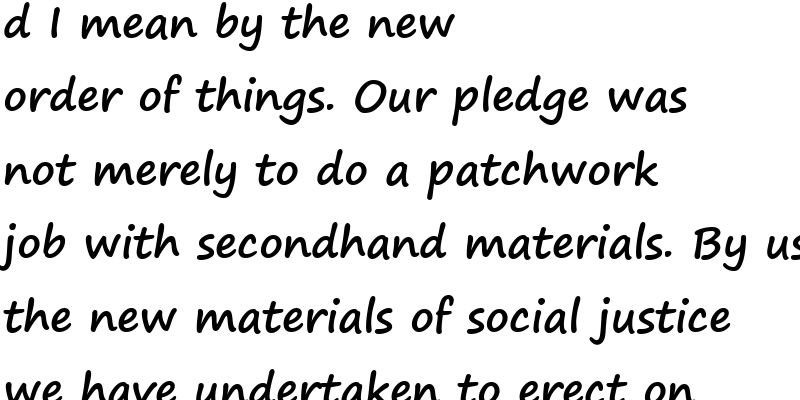 d I mean by the new
order of things. Our pledge was
not merely to do a patchwork
job with secondhand materials. By us
the new materials of social justice
we have undertaken to erect on